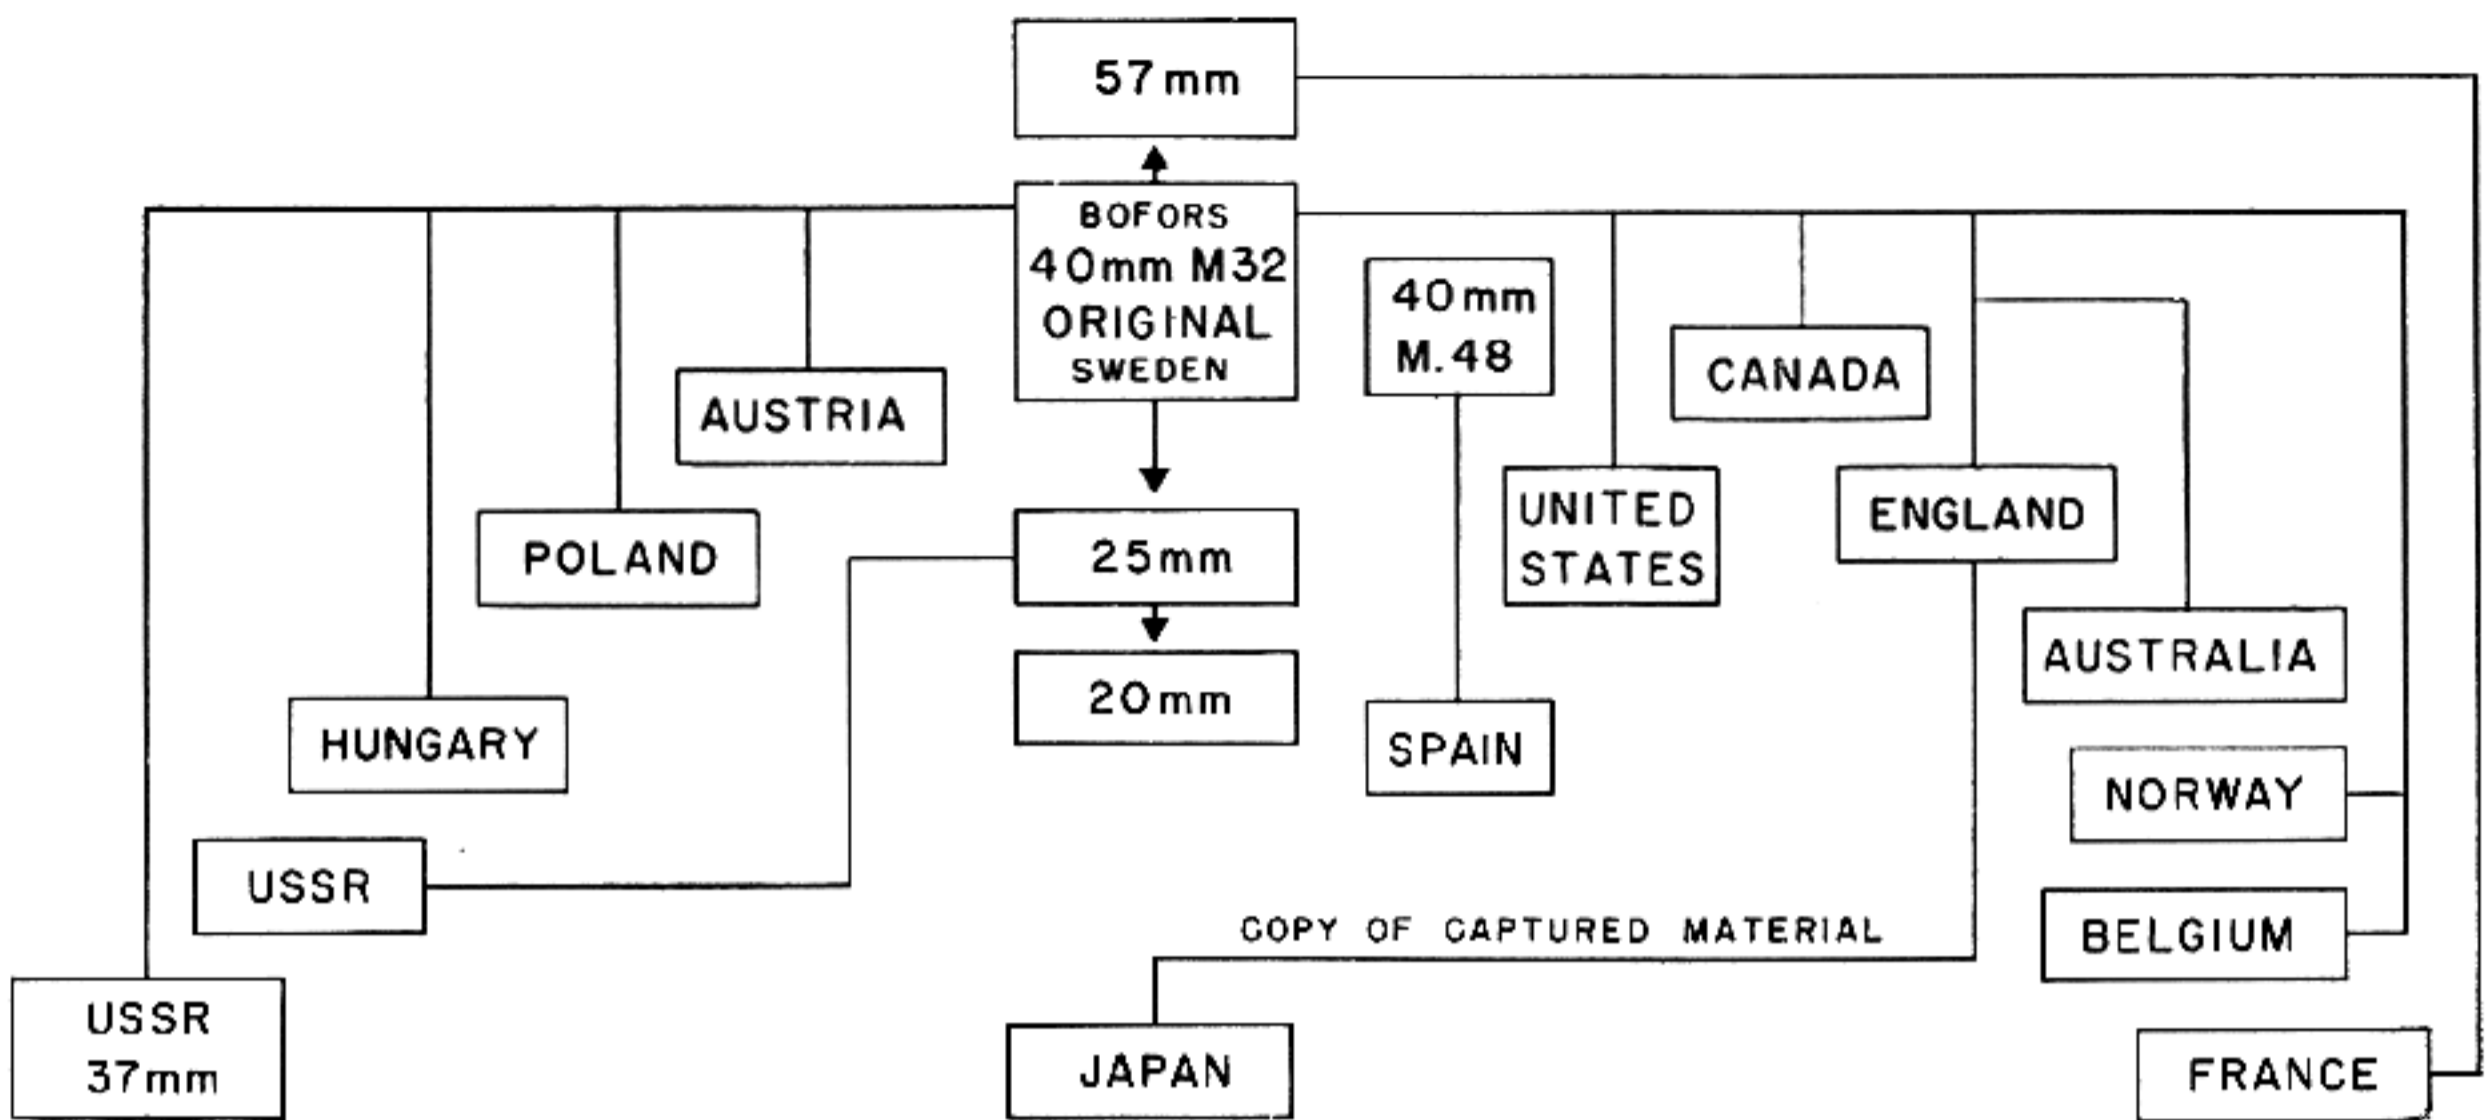 57mm
BOFORS
40mm M32
ORIGINAL
SWEDEN
40mm
M.48
CANADA
AUSTRIA
UNITED
STATES
ENGLAND
POLAND
25mm
AUSTRALIA
20mm
HUNGARY
SPAIN
NORWAY
USSR
COPY OF CAPTURED MATERIAL
BELGIUM
USSR
37mm
JAPAN
FRANCE